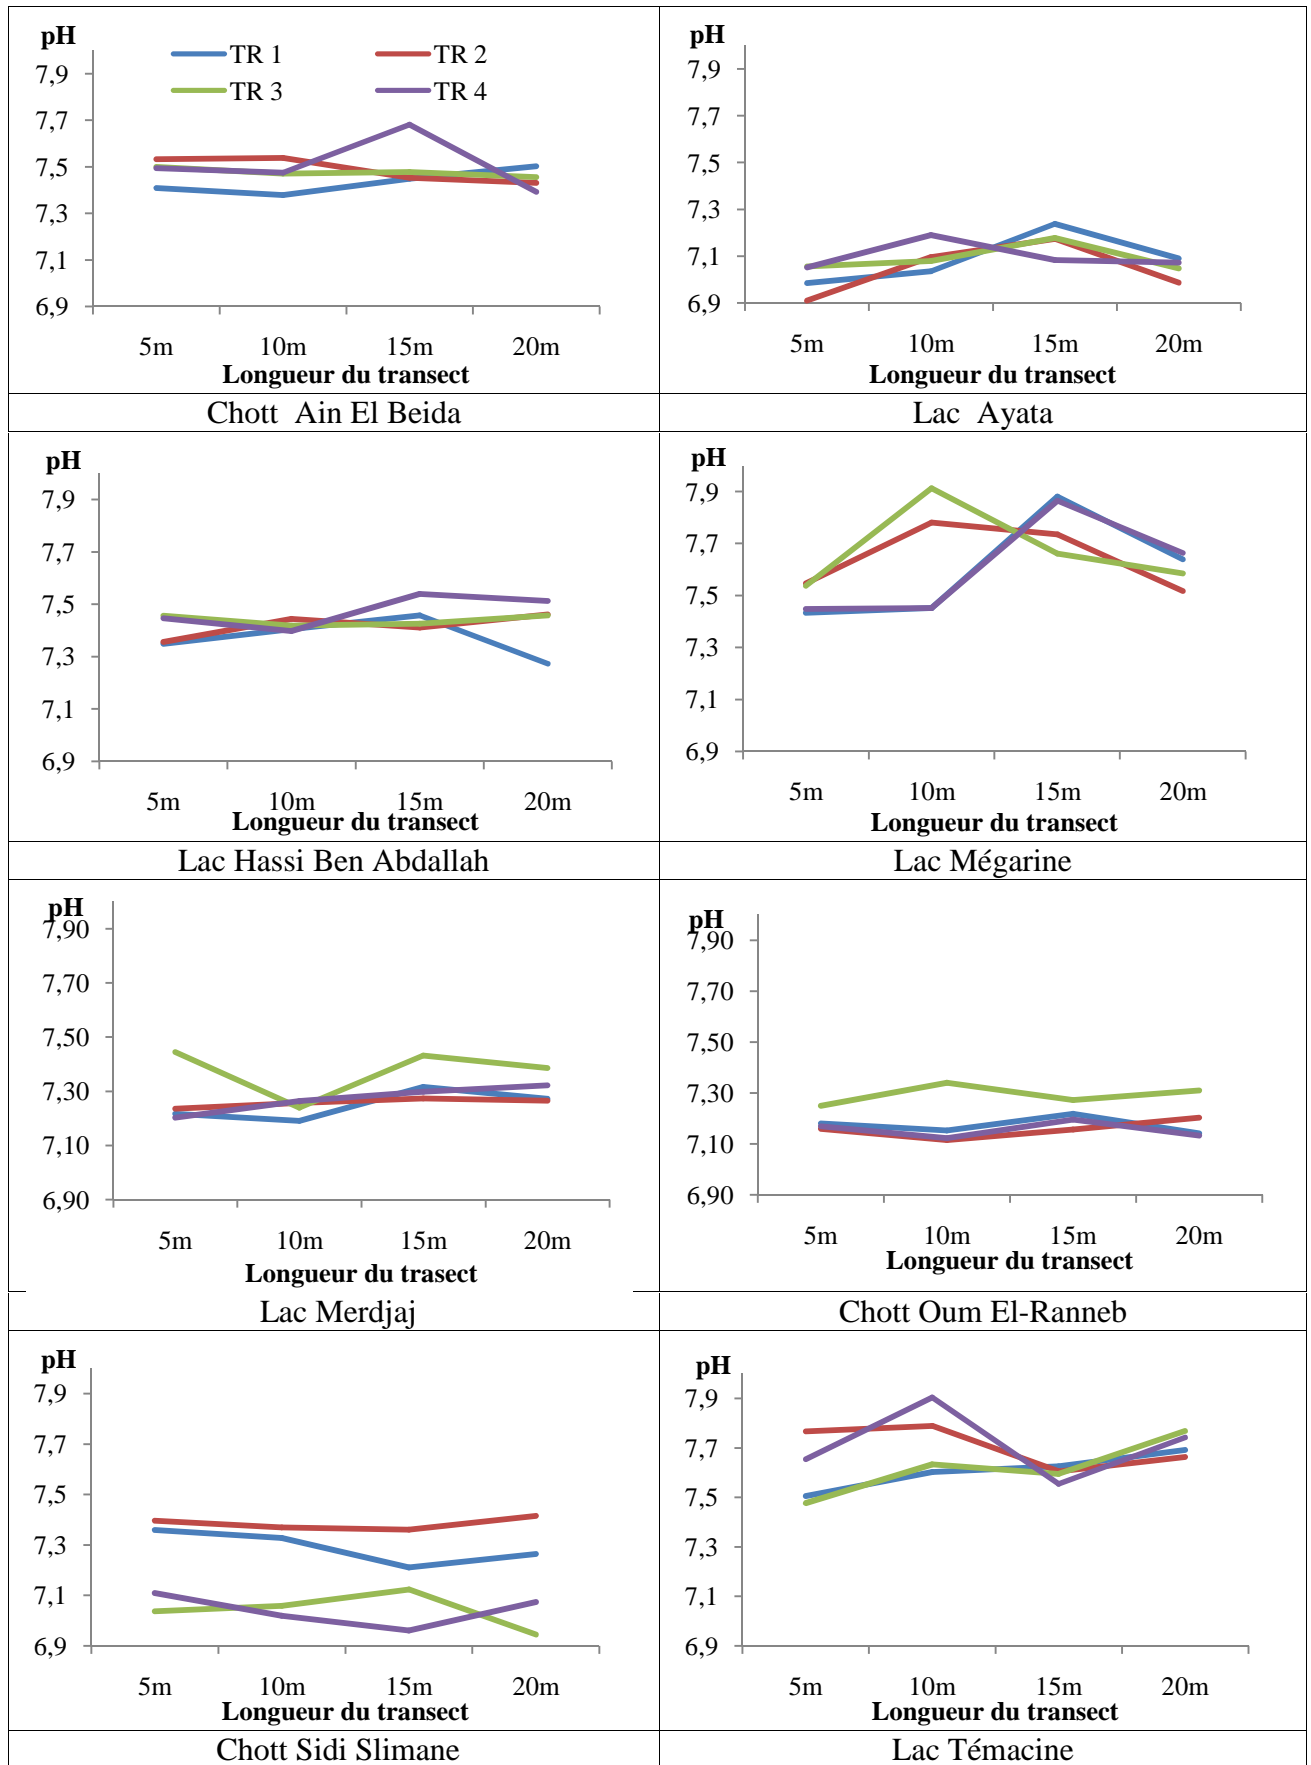 pH
TR 1 TR 2
TR 3 TR 4
7,9
7,7
7,5
7,3
7,1
6,9
5m 10m 15m 20m
Longueur du transect
Chott Ain El Beida
pH
7,9
7,7
7,5
7,3
7,1
6,9
5m 10m 15m 20m
Longueur du transect
Lac Ayata
pH
7,9
7,7
7,5
7,3
7,1
6,9
5m 10m 15m 20m
Longueur du transect
Lac Hassi Ben Abdallah
pH
7,9
7,7
7,5
7,3
7,1
6,9
5m 10m 15m 20m
Longueur du transect
Lac Mégarine
pH
7,90
7,70
7,50
7,30
7,10
6,90
5m 10m 15m 20m
Longueur du trasect
Lac Merdjaj
pH
7,90
7,70
7,50
7,30
7,10
6,90
5m 10m 15m 20m
Longueur du transect
Chott Oum El-Ranneb
pH
7,9
7,7
7,5
7,3
7,1
6,9
5m 10m 15m 20m
Longueur du transect
Chott Sidi Slimane
pH
7,9
7,7
7,5
7,3
7,1
6,9
5m 10m 15m 20m
Longueur du transect
Lac Témacine